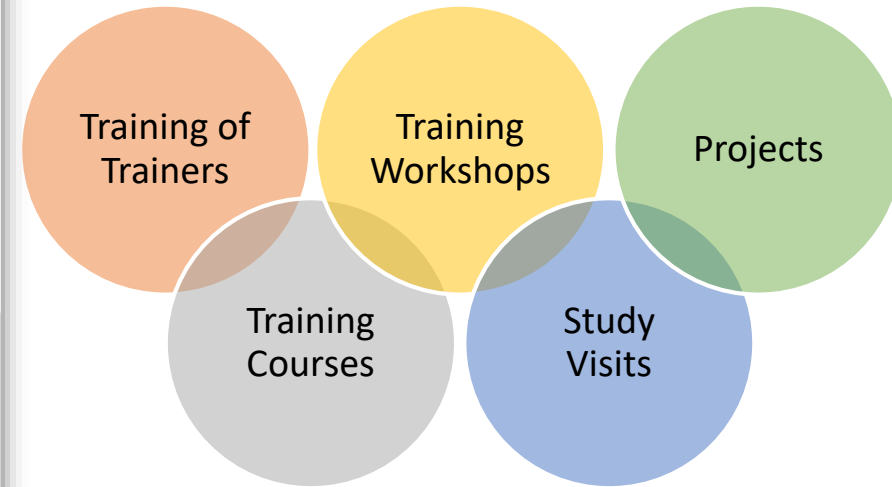 Training of
Trainers
Training
Workshops
Projects
Training
Courses
Study
Visits